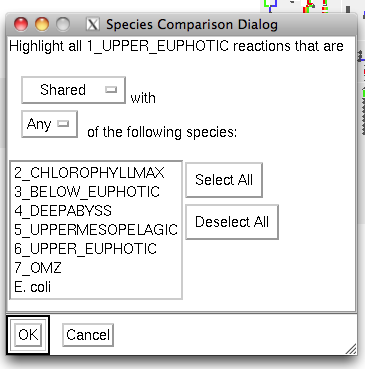 Species Comparison Dialog
Highlight all 1_UPPER_EUPHOTIC reactions that are
Shared with
Any of the following species:
2_CHLOROPHYLLMAX
3_BELOW_EUPHOTIC
4_DEEPABYSS
5_UPPERMESOPELAGIC
6_UPPER_EUPHOTIC
7_OMZ
E. coli
Select All
Deselect All
OK Cancel